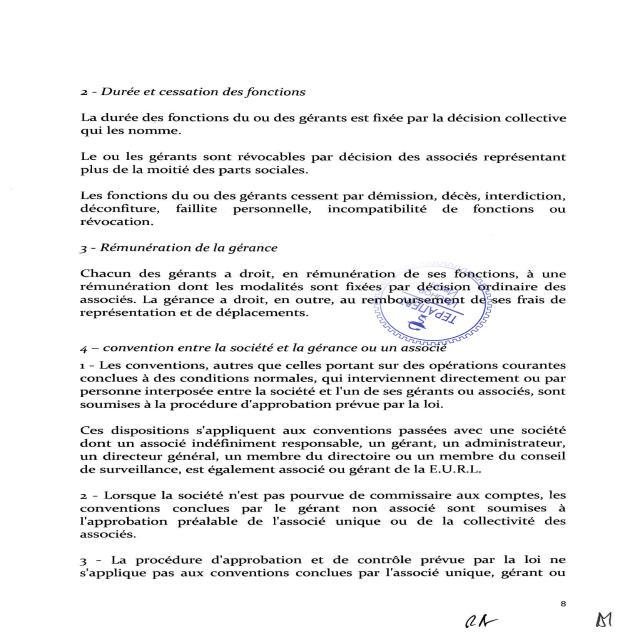 2 - Durée et cessation des fonctions
La durée des fonctions du ou des gérants est fixée par la décision collective
qui les nomme.
Le ou les gérants sont révocables par décision des associés représentant
plus de la moitié des parts sociales.
Les fonctions du ou des gérants cessent par démission, décès, interdiction,
déconfiture, faillite personnelle, incompatibilité de fonctions ou
révocation.
3 - Rémunération de la gérance
Chacun des gérants a droit, en rémunération de ses fonctions, à une
rémunération dont les modalités sont fixées par décision ordinaire des
associés. La gérance a droit, en outre, au remboursement de ses frais de
représentation et de déplacements.
ТЕРАПЕВТ
4 – convention entre la société et la gérance ou un associé
1 - Les conventions, autres que celles portant sur des opérations courantes
conclues à des conditions normales, qui interviennent directement ou par
personne interposée entre la société et l'un de ses gérants ou associés, sont
soumises à la procédure d'approbation prévue par la loi.
Ces dispositions s'appliquent aux conventions passées avec une société
dont un associé indéfiniment responsable, un gérant, un administrateur,
un directeur général, un membre du directoire ou un membre du conseil
de surveillance, est également associé ou gérant de la E.U.R.L.
2 - Lorsque la société n'est pas pourvue de commissaire aux comptes, les
conventions conclues par le gérant non associé sont soumises à
l'approbation préalable de l'associé unique ou de la collectivité des
associés.
3 - La procédure d'approbation et de contrôle prévue par la loi ne
s'applique pas aux conventions conclues par l'associé unique, gérant ou
8